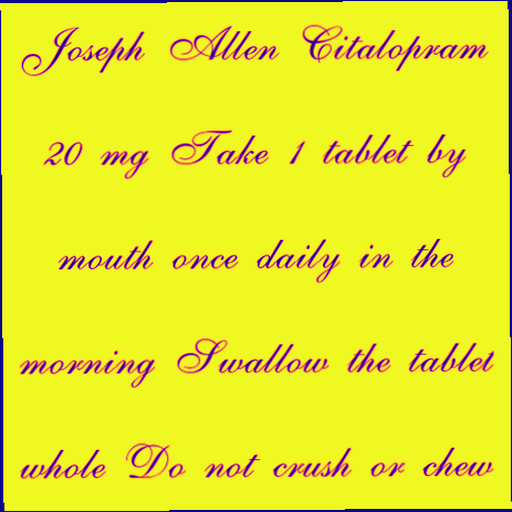 Joseph Allen Citalopram
20 mg Take 1 tablet by
mouth once daily in the
morning Swallow the tablet
whole Do not crush or chew